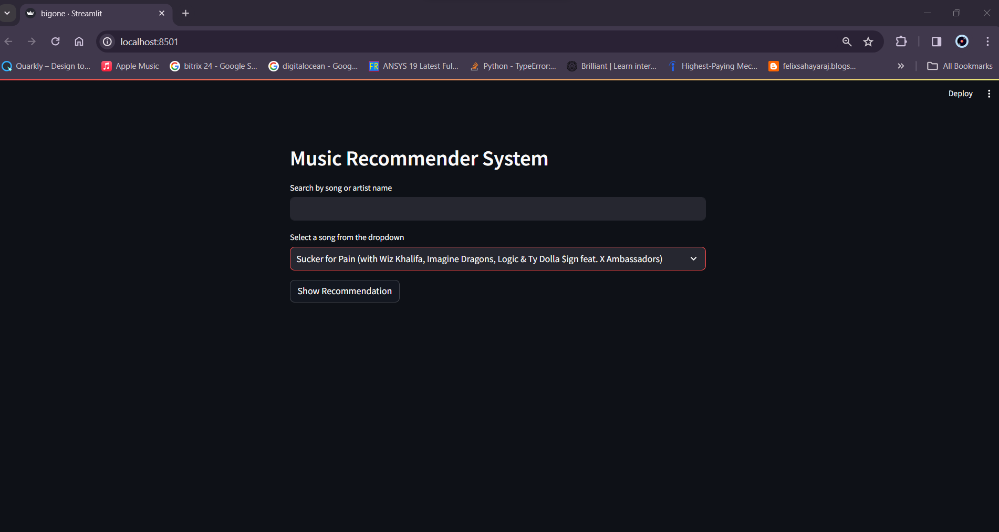 bigone · Streamlit
localhost:8501
Quarkly – Design to...
Apple Music
bitrix 24 - Google S...
digitalocean - Goog...
FR ANSYS 19 Latest Ful...
Python - TypeError:...
Brilliant | Learn inter...
Highest-Paying Mec...
felixsahayaraj.blogs...
All Bookmarks
Deploy
Music Recommender System
Search by song or artist name
Select a song from the dropdown
Sucker for Pain (with Wiz Khalifa, Imagine Dragons, Logic & Ty Dolla $ign feat. X Ambassadors)
Show Recommendation